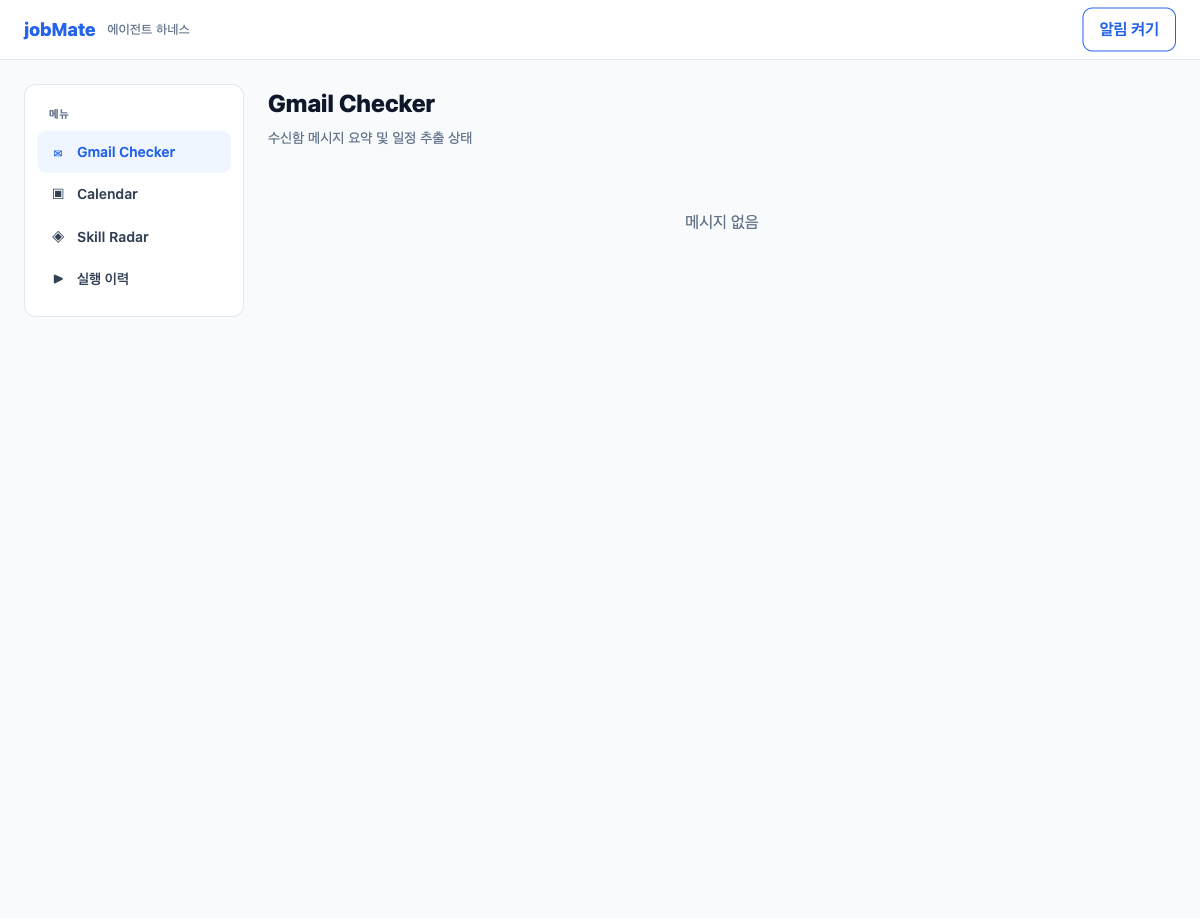 jobMate 에이전트 하네스
알림 켜기
메뉴
Gmail Checker
Calendar
Skill Radar
실행 이력
Gmail Checker
수신함 메시지 요약 및 일정 추출 상태
메시지 없음